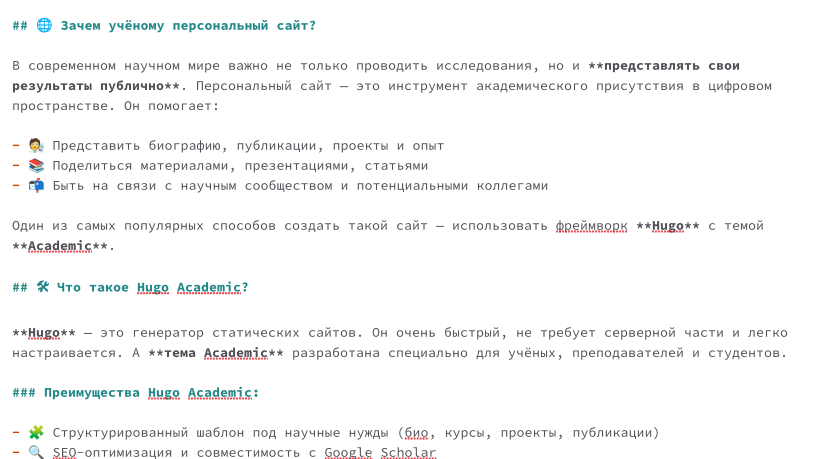 ## 🌐 Зачем учёному персональный сайт?
В современном научном мире важно не только проводить исследования, но и **представлять свои
результаты публично**. Персональный сайт — это инструмент академического присутствия в цифровом
пространстве. Он помогает:
- 🧑‍🔬 Представить биографию, публикации, проекты и опыт
- 📚 Поделиться материалами, презентациями, статьями
- 📬 Быть на связи с научным сообществом и потенциальными коллегами
Один из самых популярных способов создать такой сайт — использовать фреймворк **Hugo** с темой
**Academic**.
## 🛠 Что такое Hugo Academic?
**Hugo** — это генератор статических сайтов. Он очень быстрый, не требует серверной части и легко
настраивается. А **тема Academic** разработана специально для учёных, преподавателей и студентов.
### Преимущества Hugo Academic:
- 🧩 Структурированный шаблон под научные нужды (био, курсы, проекты, публикации)
- 🔍 SEO-оптимизация и совместимость с Google Scholar